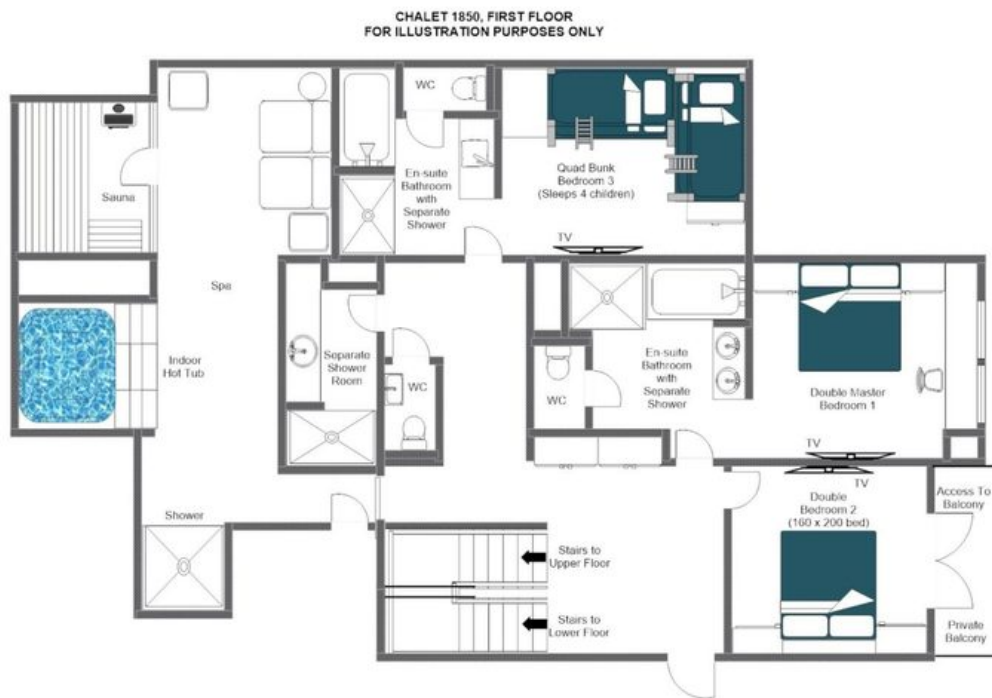 CHALET 1850, FIRST FLOOR
FOR ILLUSTRATION PURPOSES ONLY
WC
Quad Bunk
Bedroom 3
(Sleeps 4 children)
En-suite
Bathroom
with
Separate
Shower
Sauna
TV
Spa
Indoor
Hot Tub
Separate
Shower
Room
WC
En-suite
Bathroom
with
Separate
Shower
WC
Double Master
Bedroom 1
TV
TV
Double
Bedroom 2
(160 x 200 bed)
Access To
Balcony
Shower
Stairs to
Upper Floor
Stairs to
Lower Floor
Private
Balcony